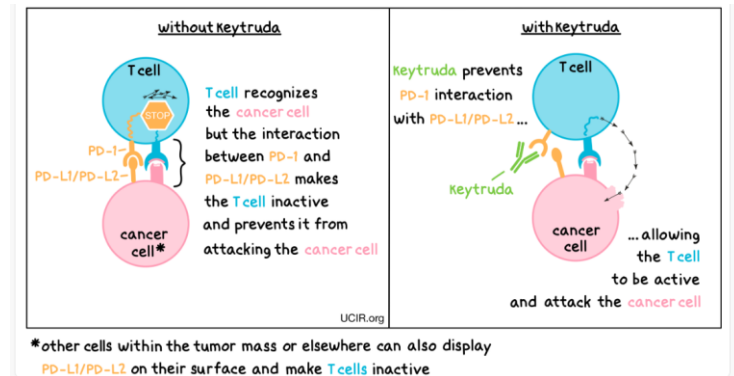 without Keytruda
T cell
STOP
PD-1
PD-L1/PD-L2
cancer
cell*
T cell recognizes
the cancer cell
but the interaction
between PD-1 and
PD-L1/PD-L2 makes
the T cell inactive
and prevents it from
attacking the cancer cell
UCIR.org
with Keytruda
Keytruda prevents
PD-1 interaction
with PD-L1/PD-L2 ...
T cell
Keytruda
cancer
cell
... allowing
the T cell
to be active
and attack the cancer cell
*other cells within the tumor mass or elsewhere can also display
PD-L1/PD-L2 on their surface and make T cells inactive